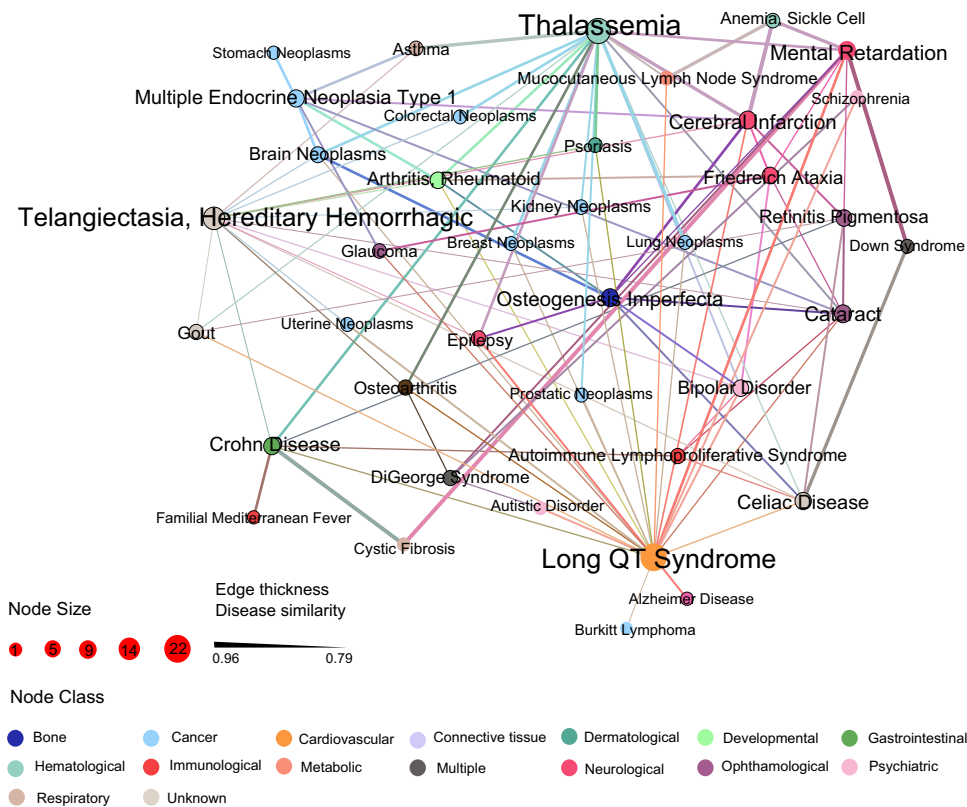 Thalassemia
Anemia, Sickle Cell
Stomach Neoplasms
Asthma
Mental Retardation
Mucocutaneous Lymph Node Syndrome
Multiple Endocrine Neoplasia Type 1
Schizophrenia
Colorectal Neoplasms
Cerebral Infarction
Brain Neoplasms
Psoriasis
Arthritis, Rheumatoid
Friedreich Ataxia
Telangiectasia, Hereditary Hemorrhagic
Kidney Neoplasms
Retinitis Pigmentosa
Glaucoma
Breast Neoplasms
Lung Neoplasms
Down Syndrome
Osteogenesis Imperfecta
Cataract
Gout
Uterine Neoplasms
Epilepsy
Osteoarthritis
Prostatic Neoplasms
Bipolar Disorder
Crohn Disease
Autoimmune Lympheproliferative Syndrome
DiGeorge Syndrome
Celiac Disease
Autistic Disorder
Familial Mediterranean Fever
Cystic Fibrosis
Long QT Syndrome
Alzheimer Disease
Burkitt Lymphoma
Edge thickness
Disease similarity
Node Size
1 5 9 14 22
0.96 0.79
Node Class
Bone Cancer Cardiovascular Connective tissue Dermatological Developmental Gastrointestinal
Hematological Immunological Metabolic Multiple Neurological Ophthamological Psychiatric
Respiratory Unknown